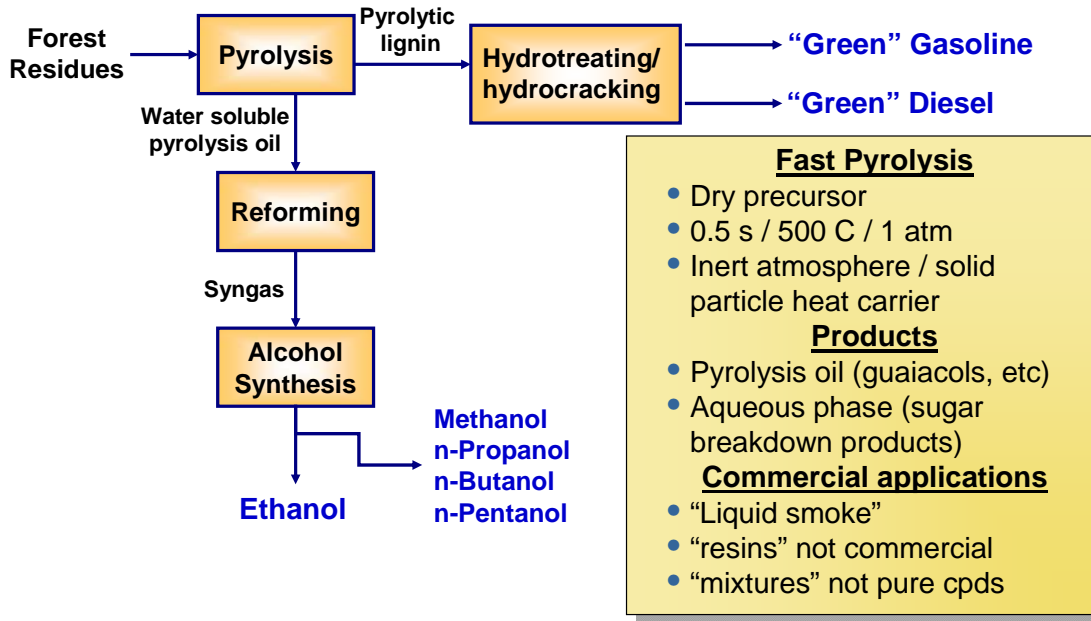 Forest
Residues
Pyrolysis
Pyrolytic
lignin
Hydrotreating/
hydrocracking
“Green” Gasoline
“Green” Diesel
Water soluble
pyrolysis oil
Reforming
Syngas
Alcohol
Synthesis
Ethanol
Methanol
n-Propanol
n-Butanol
n-Pentanol
Fast Pyrolysis
• Dry precursor
• 0.5 s / 500 C / 1 atm
• Inert atmosphere / solid
particle heat carrier
Products
• Pyrolysis oil (guaiacols, etc)
• Aqueous phase (sugar
breakdown products)
Commercial applications
• “Liquid smoke”
• “resins” not commercial
• “mixtures” not pure cpds